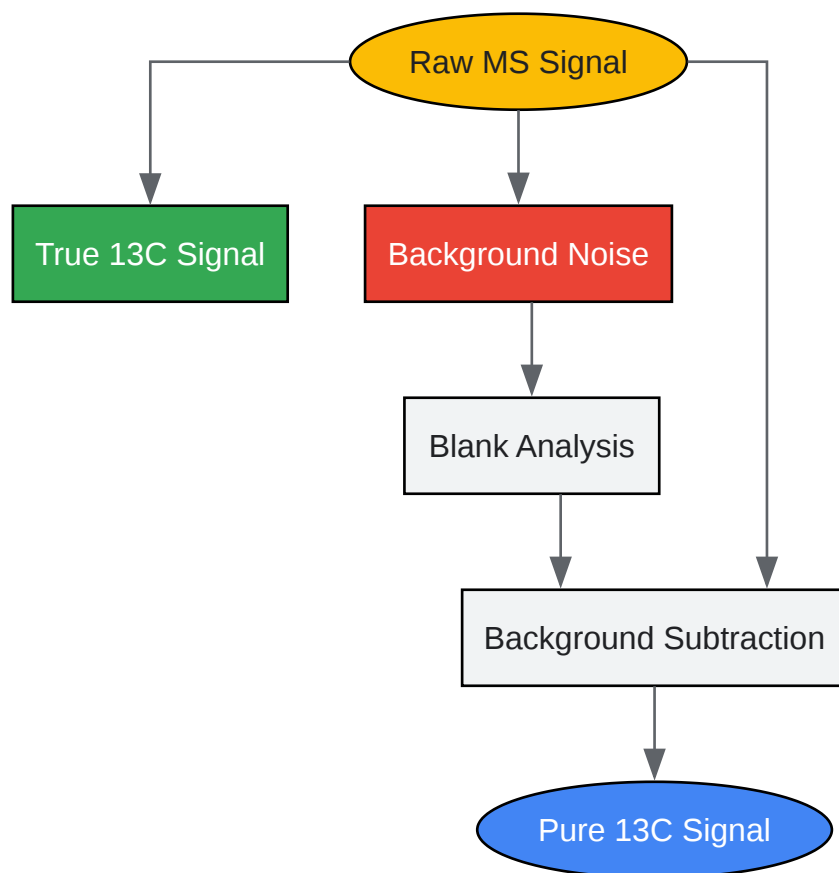 Raw MS Signal
True 13C Signal
Background Noise
Blank Analysis
Background Subtraction
Pure 13C Signal